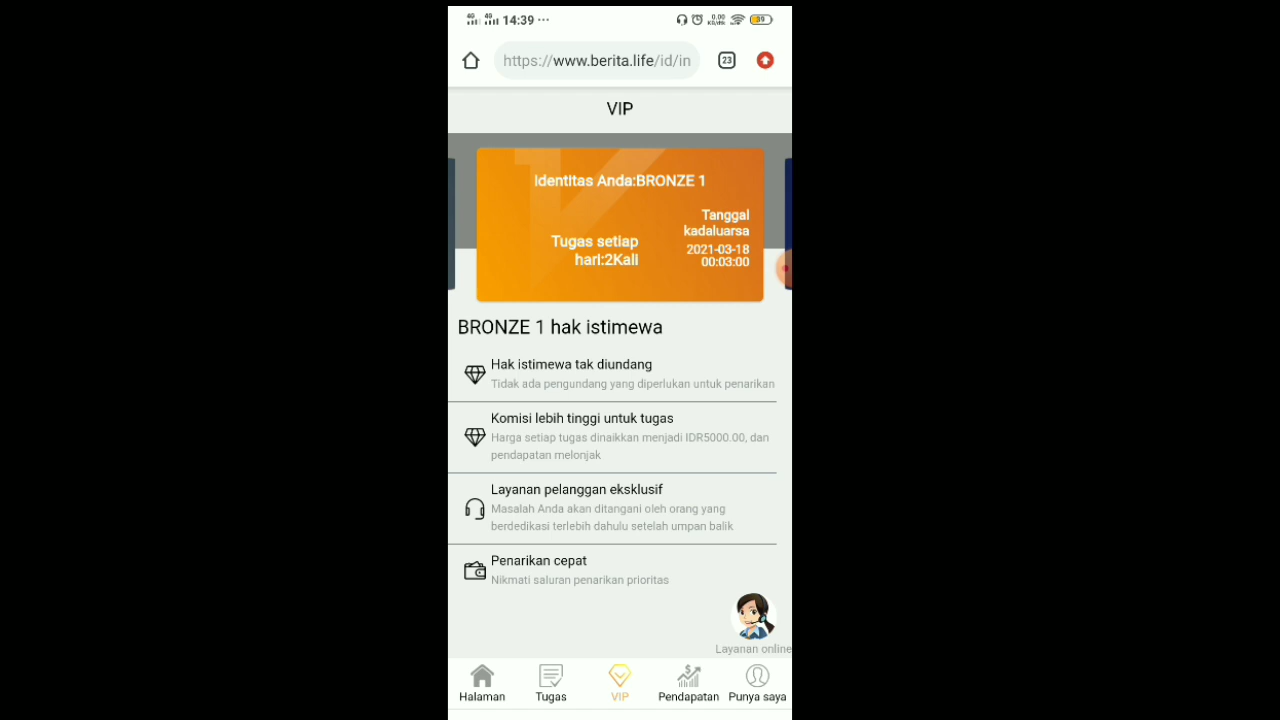 14:39
0.00
39
https://www.berita.life/id/in
23
VIP
Identitas Anda:BRONZE 1
Tanggal
kadaluarsa
Tugas setiap
hari:2Kali
2021-03-18
00:03:00
BRONZE 1 hak istimewa
Hak istimewa tak diundang
Tidak ada pengundang yang diperlukan untuk penarikan
Komisi lebih tinggi untuk tugas
Harga setiap tugas dinaikkan menjadi IDR5000.00, dan
pendapatan melonjak
Layanan pelanggan eksklusif
Masalah Anda akan ditangani oleh orang yang
berdedikasi terlebih dahulu setelah umpan balik
Penarikan cepat
Nikmati saluran penarikan prioritas
Layanan online
Halaman
Tugas
VIP
Pendapatan
Punya saya